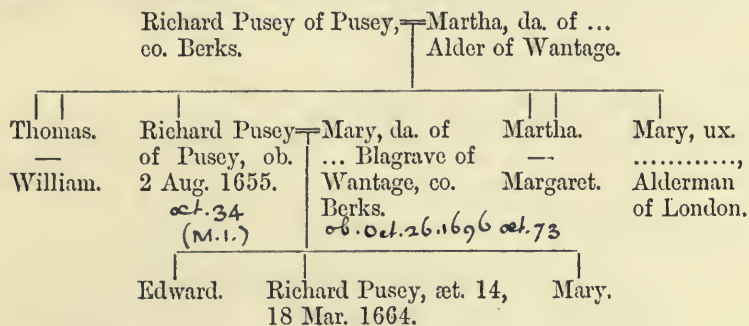 Richard Pusey of Pusey,
co. Berks.
Martha, da. of ...
Alder of Wantage.
Thomas.
—
William.
Richard Pusey
of Pusey, ob.
2 Aug. 1655.
æt. 34
(M.I.)
Mary, da. of
... Blagrave of
Wantage, co.
Berks.
ob. Oct. 26. 1696 æt. 73
Martha.
—
Margaret.
Mary, ux.
............,
Alderman
of London.
Edward.
Richard Pusey, æt. 14,
18 Mar. 1664.
Mary.